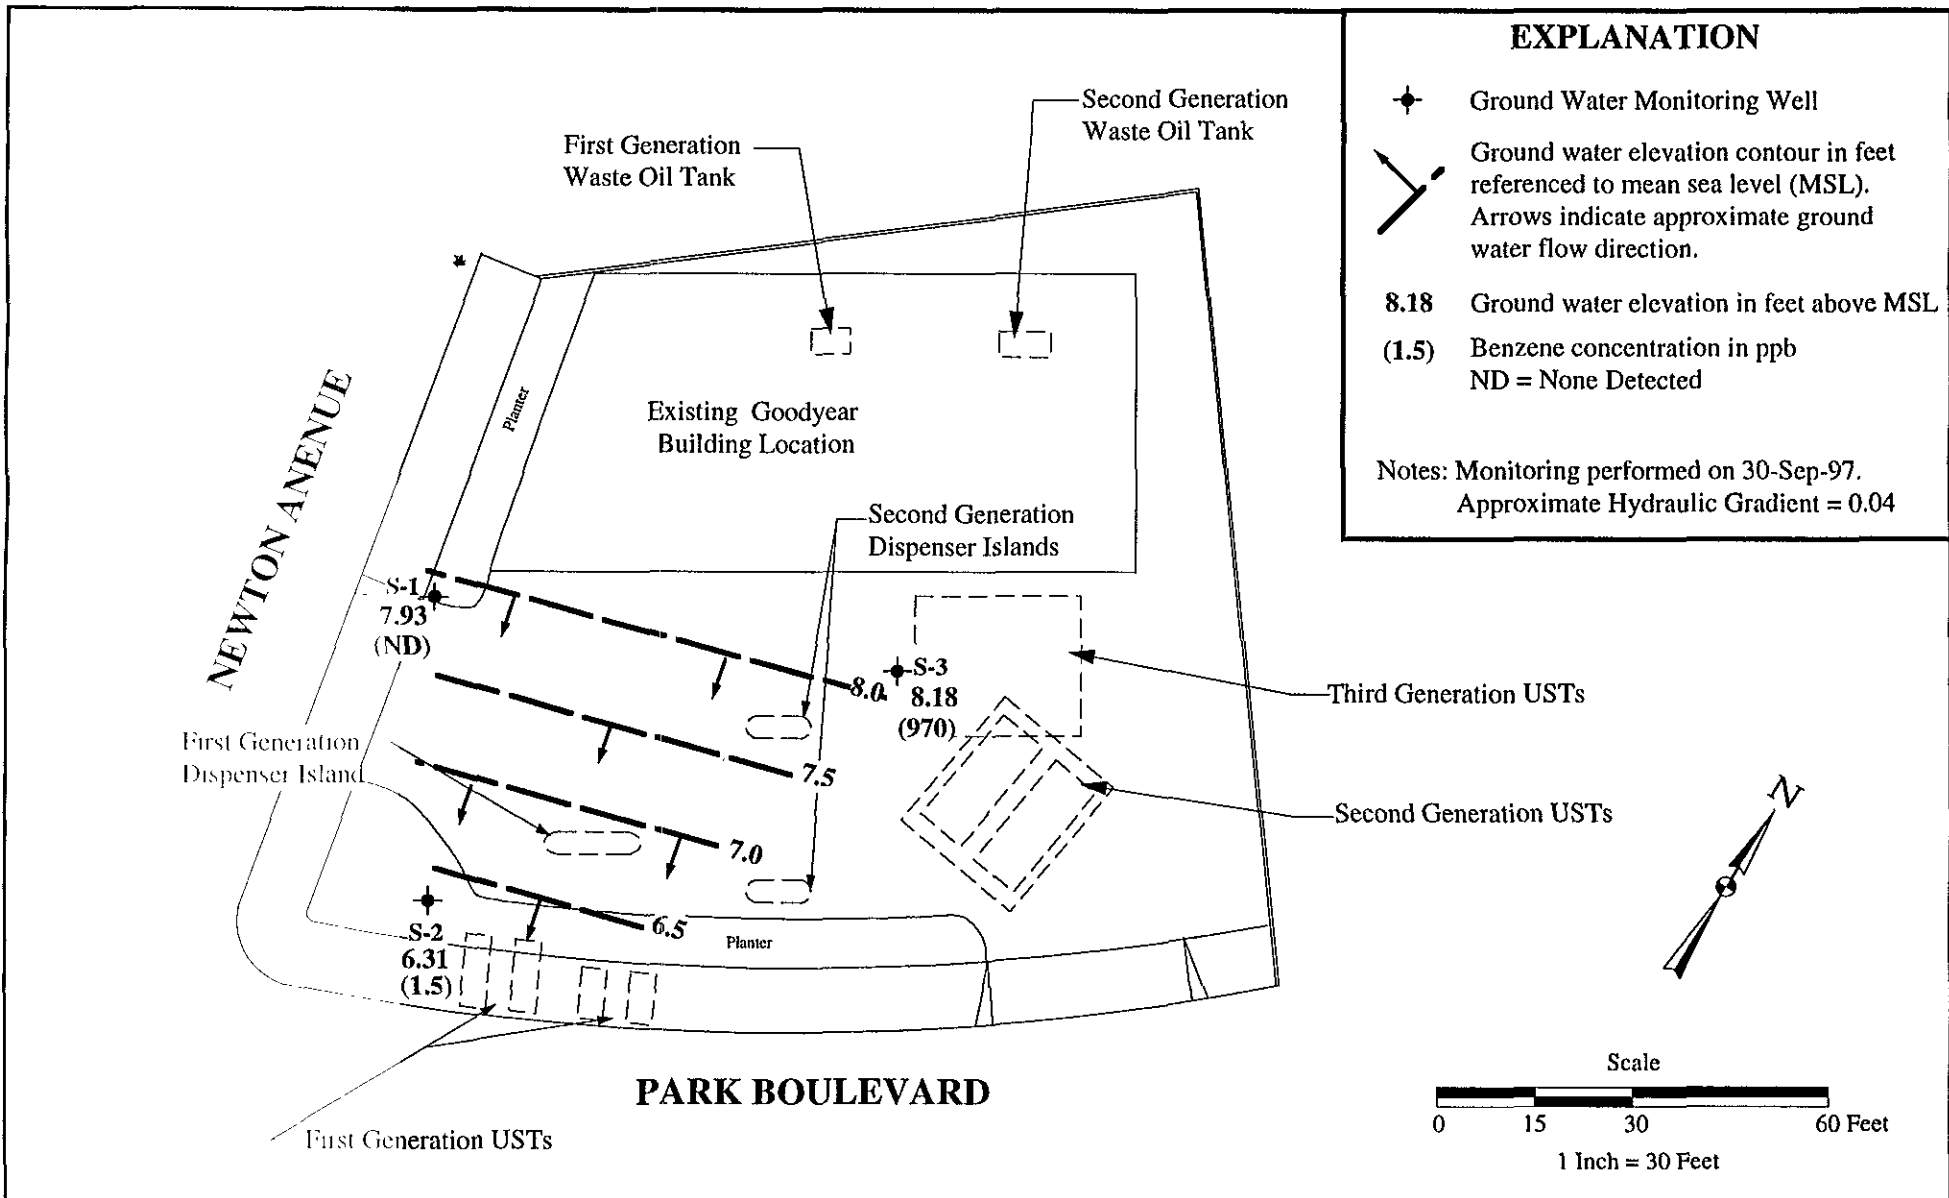 EXPLANATION
Ground Water Monitoring Well
Ground water elevation contour in feet
referenced to mean sea level (MSL).
Arrows indicate approximate ground
water flow direction.
8.18 Ground water elevation in feet above MSL
(1.5) Benzene concentration in ppb
ND = None Detected
Notes: Monitoring performed on 30-Sep-97.
Approximate Hydraulic Gradient = 0.04
Second Generation
Waste Oil Tank
First Generation
Waste Oil Tank
Planter
Existing Goodyear
Building Location
NEWTON ANENUE
Second Generation
Dispenser Islands
S-1
7.93
(ND)
8.0
S-3
8.18
(970)
Third Generation USTs
First Generation
Dispenser Island
7.5
Second Generation USTs
7.0
6.5
S-2
6.31
(1.5)
Planter
N
PARK BOULEVARD
First Generation USTs
Scale
0 15 30 60 Feet
1 Inch = 30 Feet